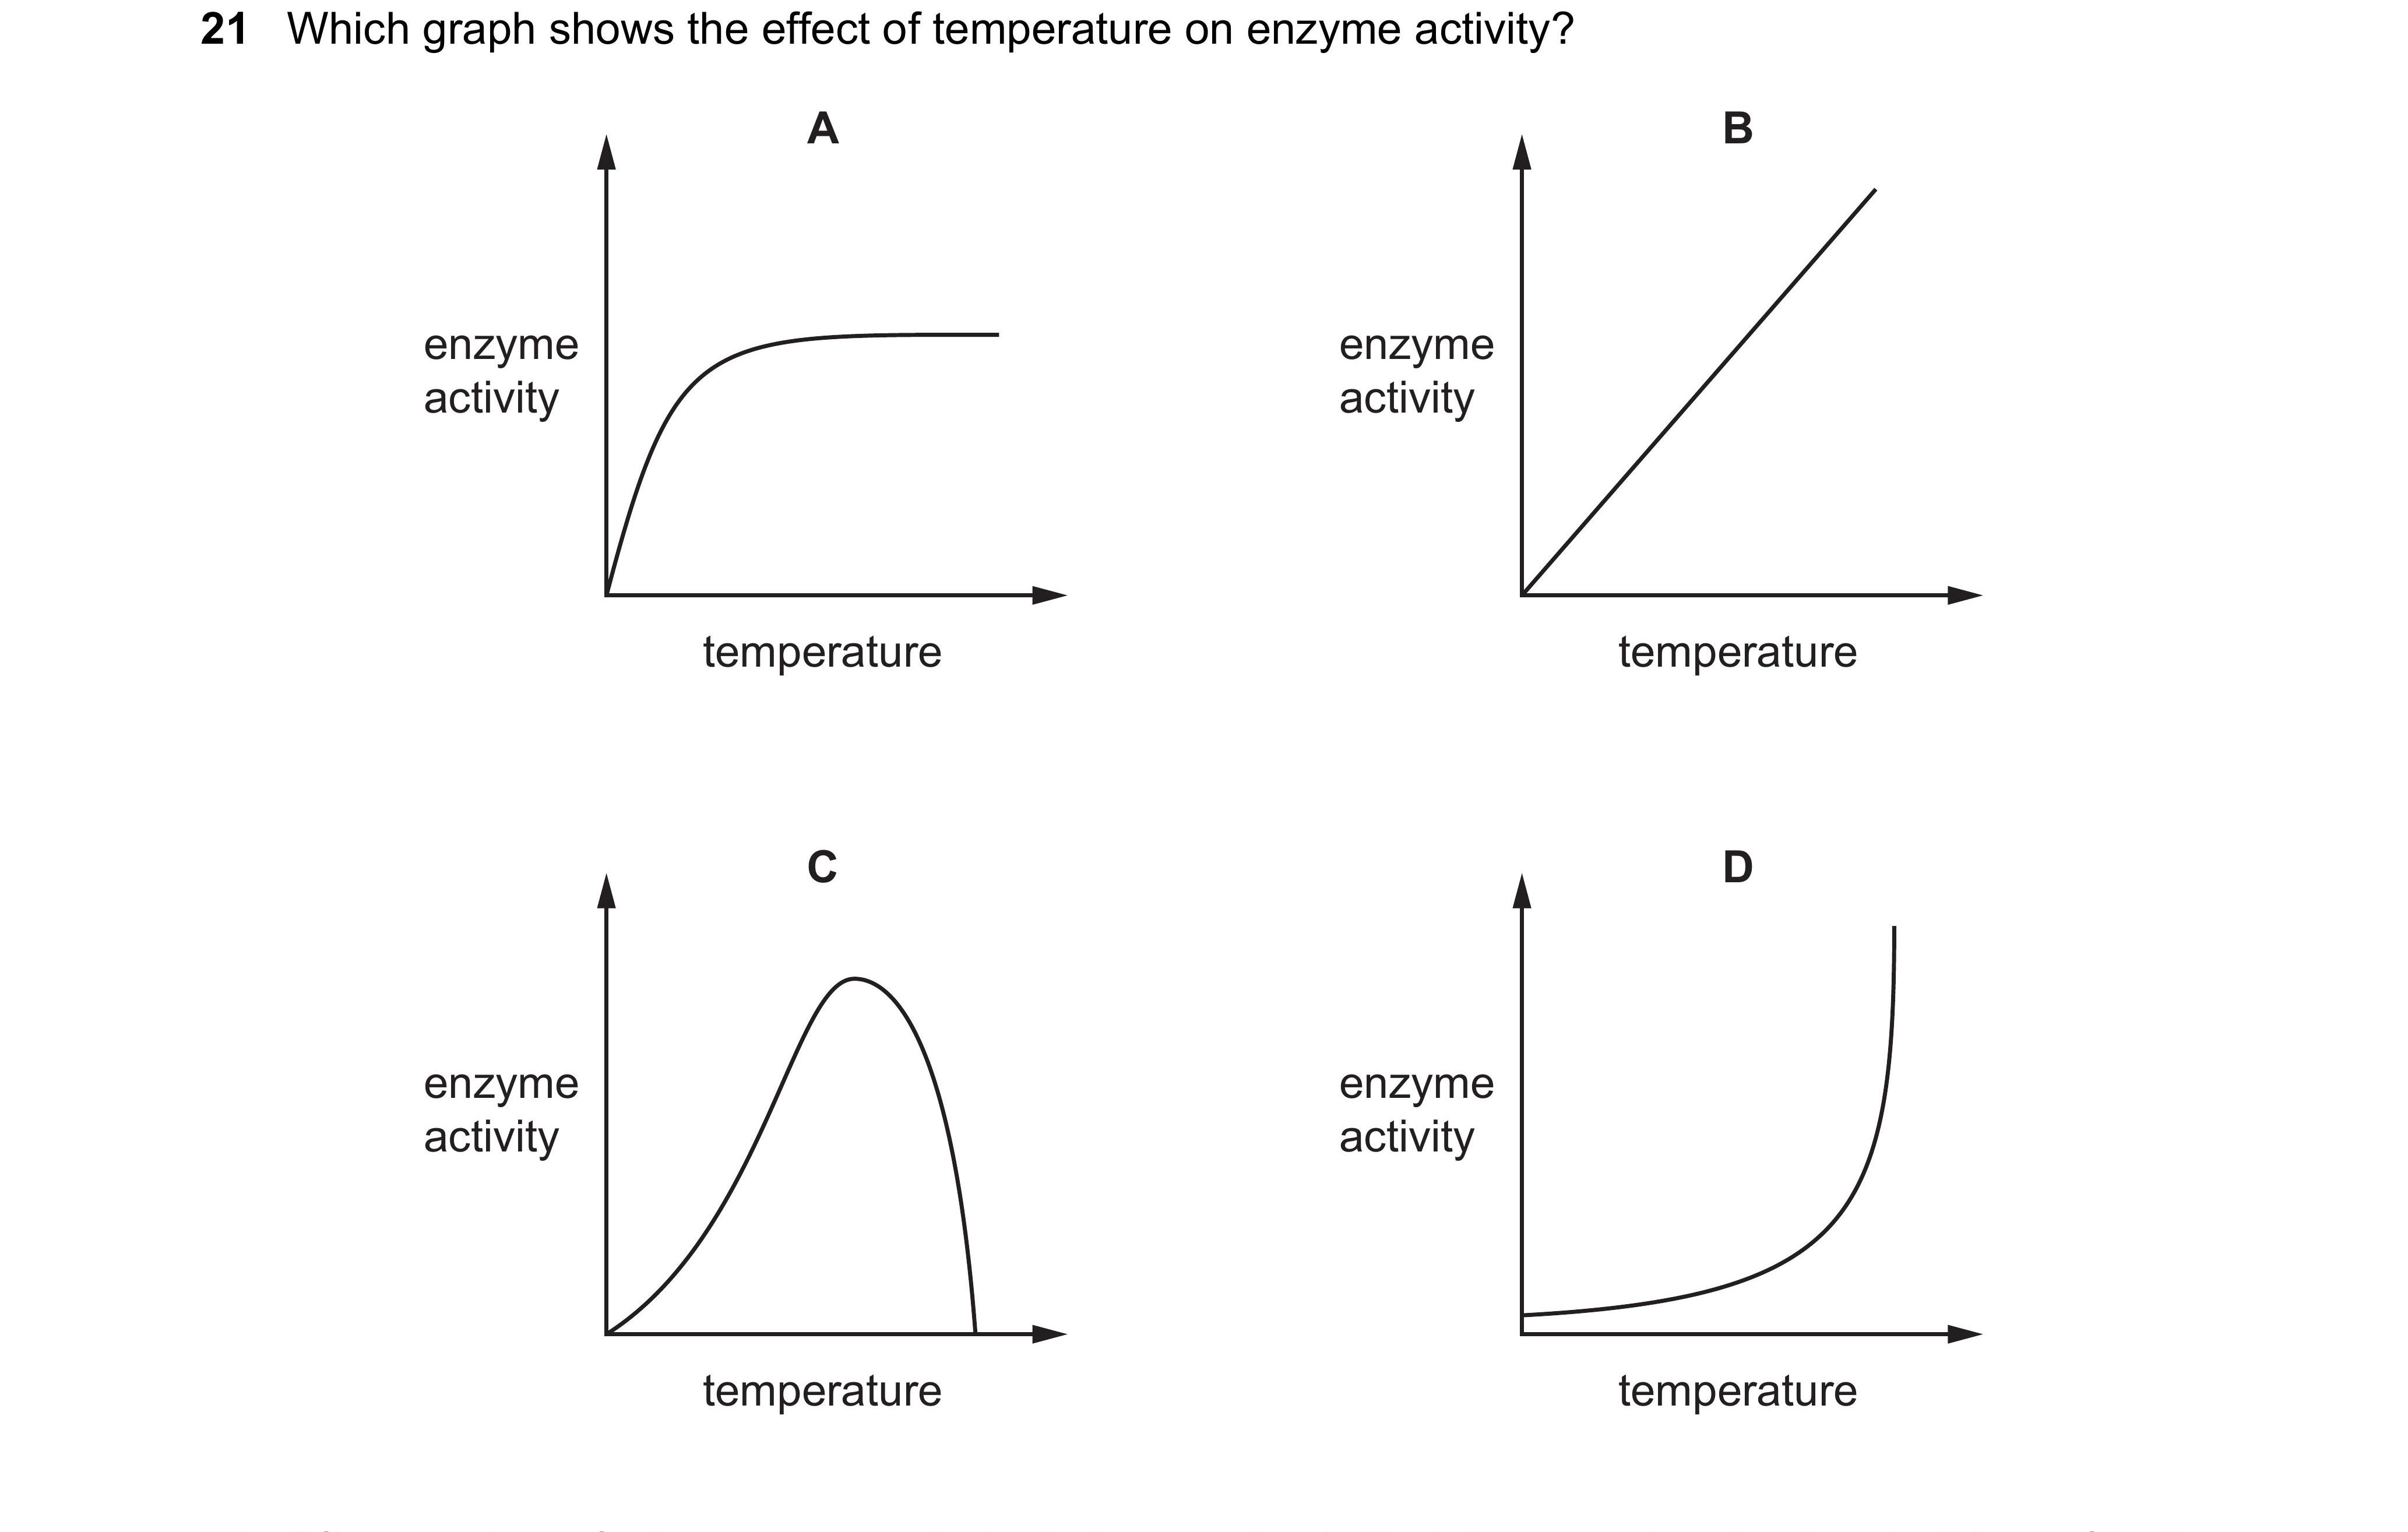 21 Which graph shows the effect of temperature on enzyme activity?
A
enzyme
activity
temperature
B
enzyme
activity
temperature
C
enzyme
activity
temperature
D
enzyme
activity
temperature